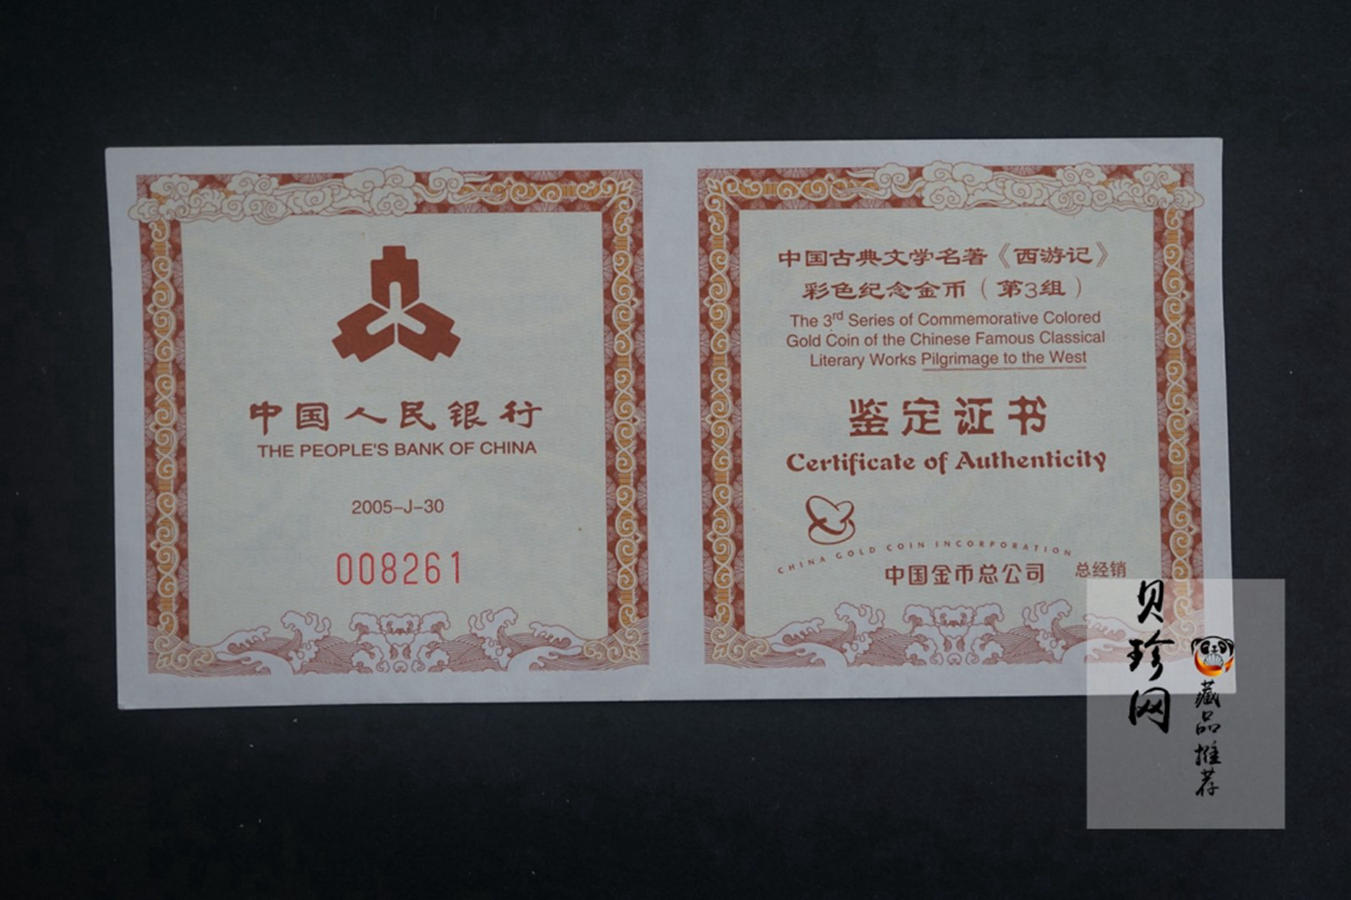 中国人民银行
THE PEOPLE'S BANK OF CHINA
2005-J-30
008261
中国古典文学名著《西游记》
彩色纪念金币（第3组）
The 3rd Series of Commemorative Colored
Gold Coin of the Chinese Famous Classical
Literary Works Pilgrimage to the West
鉴定证书
Certificate of Authenticity
CHINA GOLD COIN INCORPORATION
中国金币总公司 总经销
贝珍网
藏品推荐